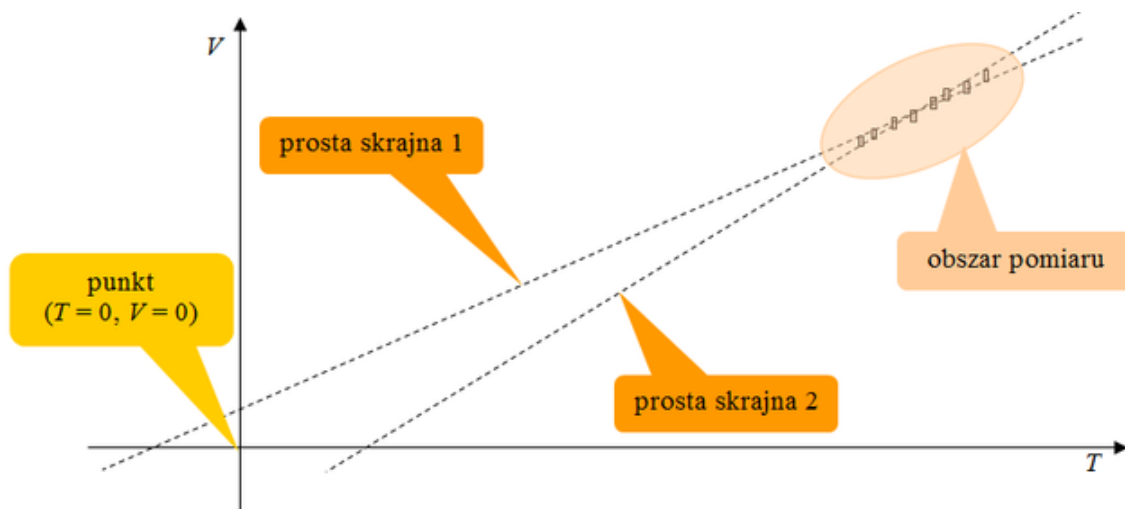 V
prosta skrajna 1
obszar pomiaru
punkt
(T = 0, V = 0)
prosta skrajna 2
T